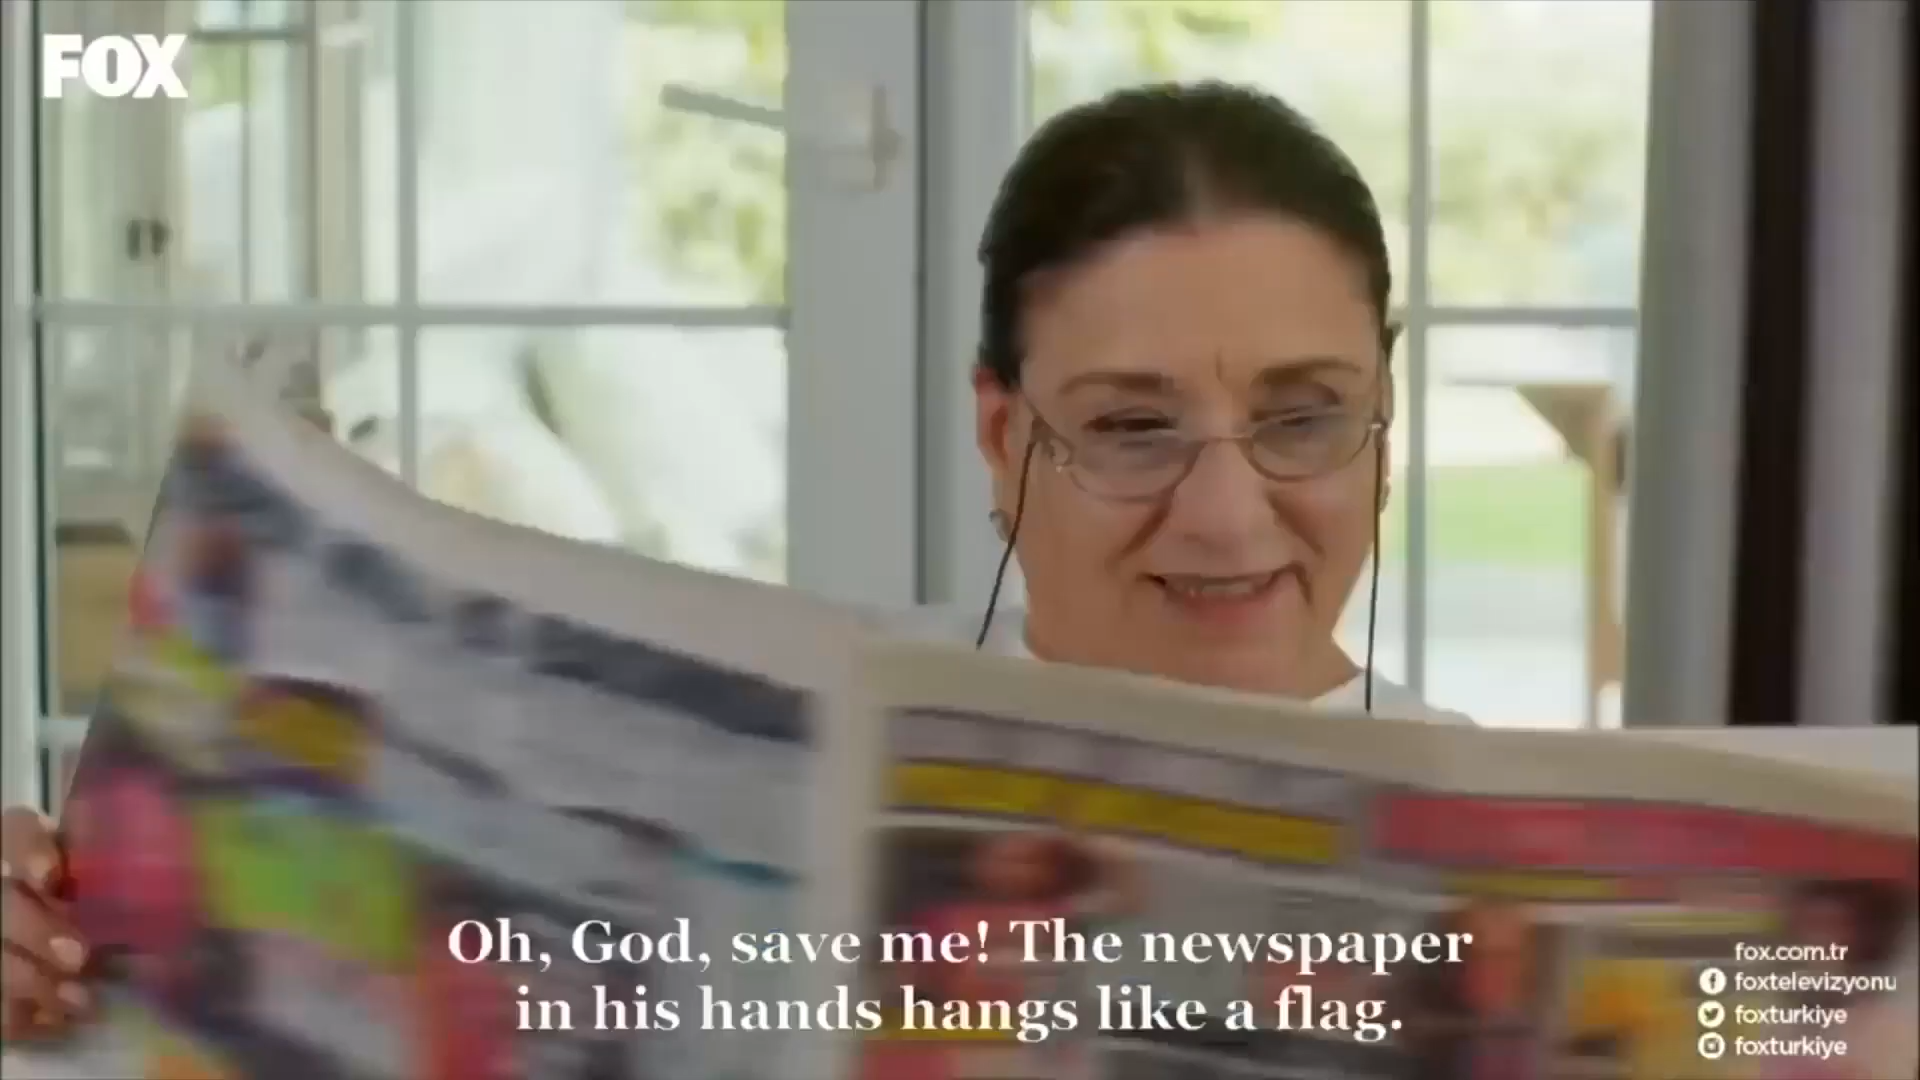 FOX
Oh, God, save me! The newspaper
in his hands hangs like a flag.
fox.com.tr
foxtelevizyonu
foxturkiye
foxturkiye